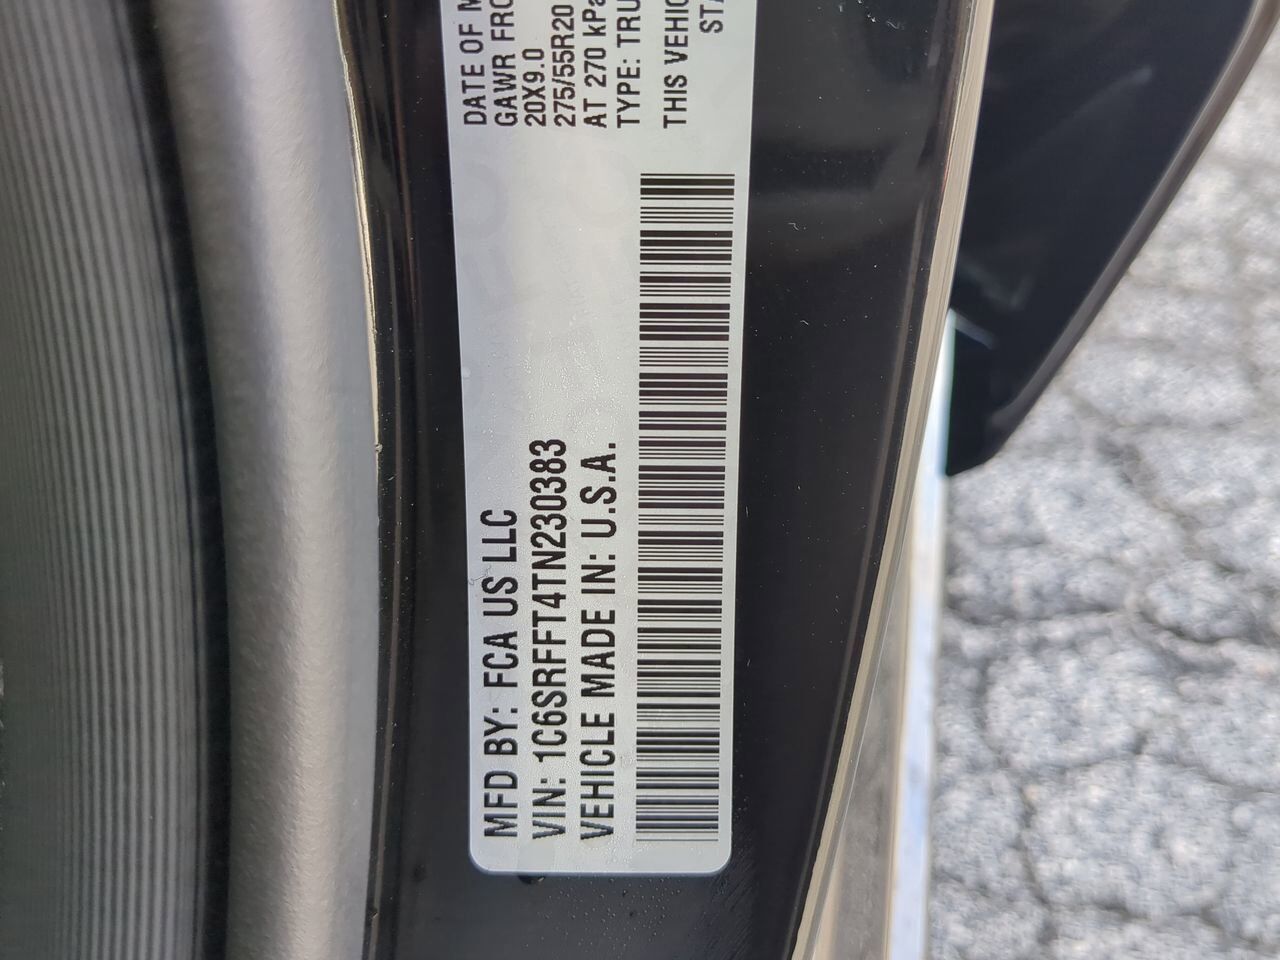 MFD BY: FCA US LLC
VIN: 1C6SRFFT4TN230383
VEHICLE MADE IN: U.S.A.
DATE OF M
GAWR FRO
20X9.0
275/55R20
AT 270 kPa
TYPE: TRU
THIS VEHIC
STA